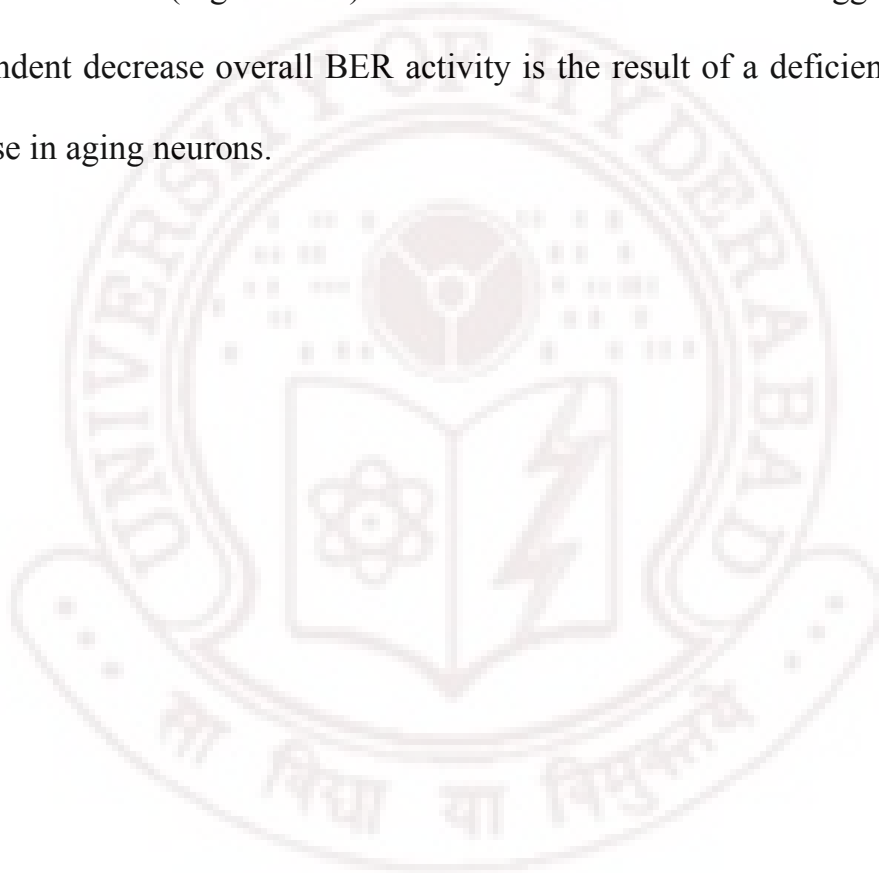 ndent decrease overall BER activity is the result of a deficien
se in aging neurons.
UNIVERSITY OF HYDERABAD
सा विद्या या विमुक्तये